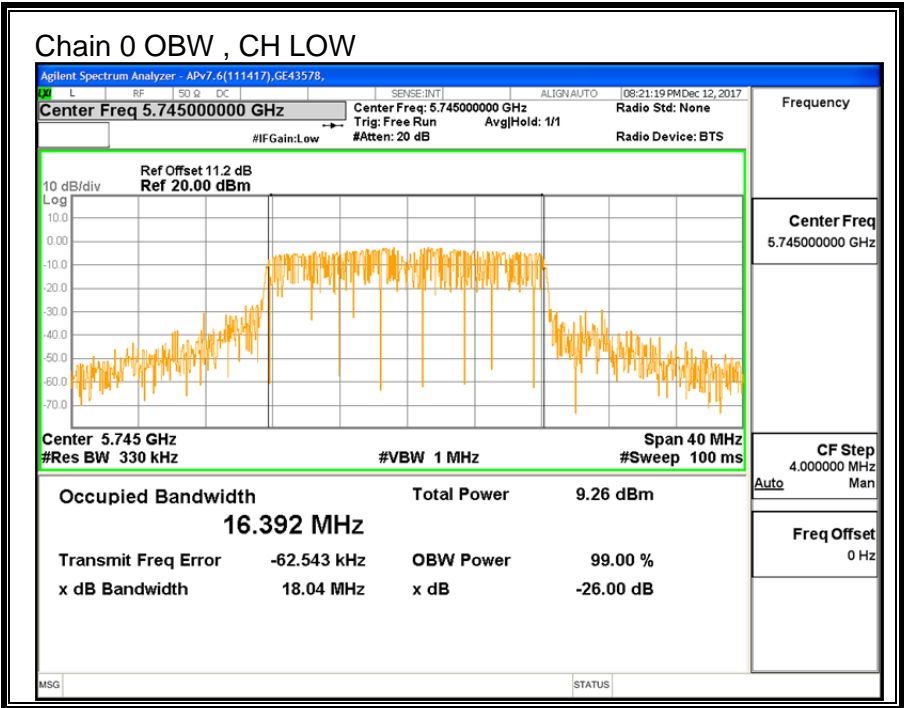 Chain 0 OBW , CH LOW
Agilent Spectrum Analyzer - APv7.6(111417),GE43578,
LXI L RF 50 Ω DC SENSE:INT ALIGN AUTO 08:21:19 PM Dec 12, 2017
Center Freq 5.745000000 GHz
Center Freq: 5.745000000 GHz
Radio Std: None
Trig: Free Run Avg|Hold: 1/1
#IFGain:Low #Atten: 20 dB Radio Device: BTS
Ref Offset 11.2 dB
10 dB/div Ref 20.00 dBm
Log
10.0
0.00
-10.0
-20.0
-30.0
-40.0
-50.0
-60.0
-70.0
Center 5.745 GHz Span 40 MHz
#Res BW 330 kHz #VBW 1 MHz #Sweep 100 ms
Occupied Bandwidth Total Power 9.26 dBm
16.392 MHz
Transmit Freq Error -62.543 kHz OBW Power 99.00 %
x dB Bandwidth 18.04 MHz x dB -26.00 dB
Frequency
Center Freq
5.745000000 GHz
CF Step
4.000000 MHz
Auto Man
Freq Offset
0 Hz
MSG STATUS